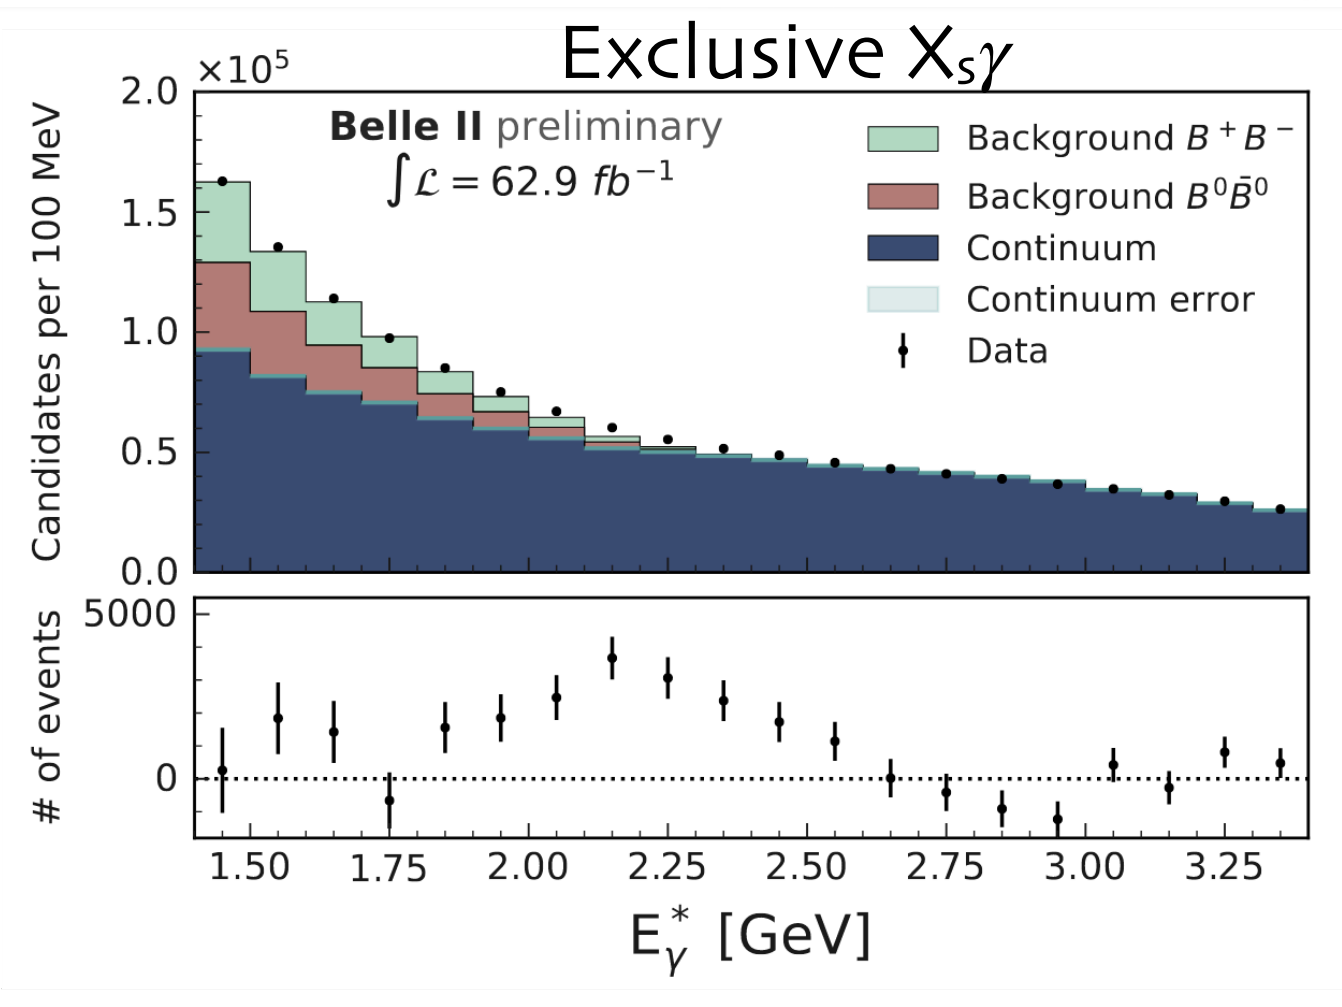 Exclusive Xₛγ
×10⁵
Belle II preliminary
∫ℒ = 62.9 fb⁻¹
Background B⁺B⁻
Background B⁰B̄⁰
Continuum
Continuum error
Data
Candidates per 100 MeV
2.0
1.5
1.0
0.5
0.0
# of events
5000
0
1.50 1.75 2.00 2.25 2.50 2.75 3.00 3.25
E*γ [GeV]